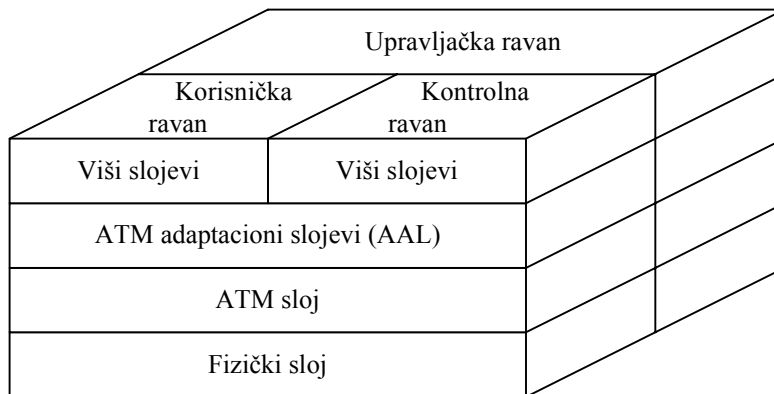 Upravljačka ravan
Korisnička
ravan
Kontrolna
ravan
Viši slojevi
Viši slojevi
ATM adaptacioni slojevi (AAL)
ATM sloj
Fizički sloj